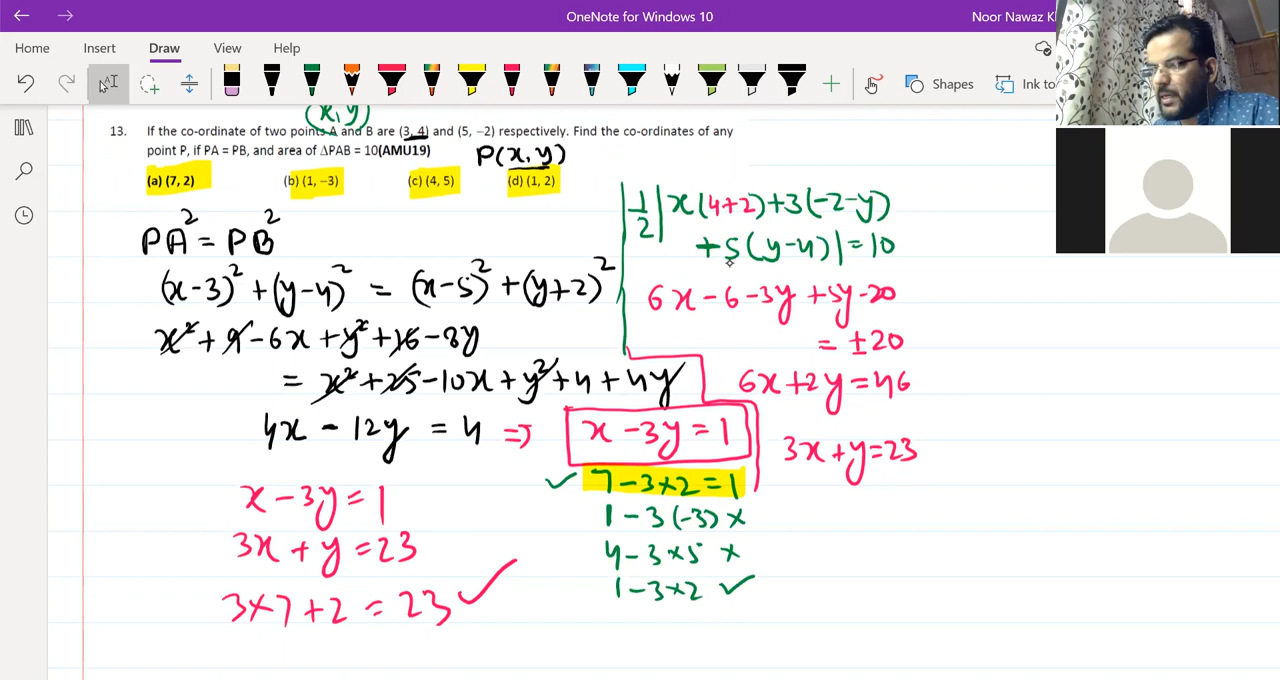 OneNote for Windows 10
Noor Nawaz Kh
Home Insert Draw View Help
Shapes Ink to
(x, y)
13. If the co-ordinate of two points A and B are (3, 4) and (5, −2) respectively. Find the co-ordinates of any
point P, if PA = PB, and area of ΔPAB = 10(AMU19)
P(x, y)
(a) (7, 2) (b) (1, −3) (c) (4, 5) (d) (1, 2)
PA² = PB²
(x-3)² + (y-4)² = (x-5)² + (y+2)²
x² + 9 - 6x + y² + 16 - 8y
= x² + 25 - 10x + y² + 4 + 4y
4x - 12y = 4 => x - 3y = 1
x - 3y = 1
3x + y = 23
3×7 + 2 = 23 ✓
✓ 7 - 3×2 = 1
1 - 3(-3) ×
4 - 3×5 ×
1 - 3×2 ✓
1/2 | x(4+2) + 3(-2-y)
+ 5(y-4)| = 10
6x - 6 - 3y + 5y - 20
= ±20
6x + 2y = 46
3x + y = 23